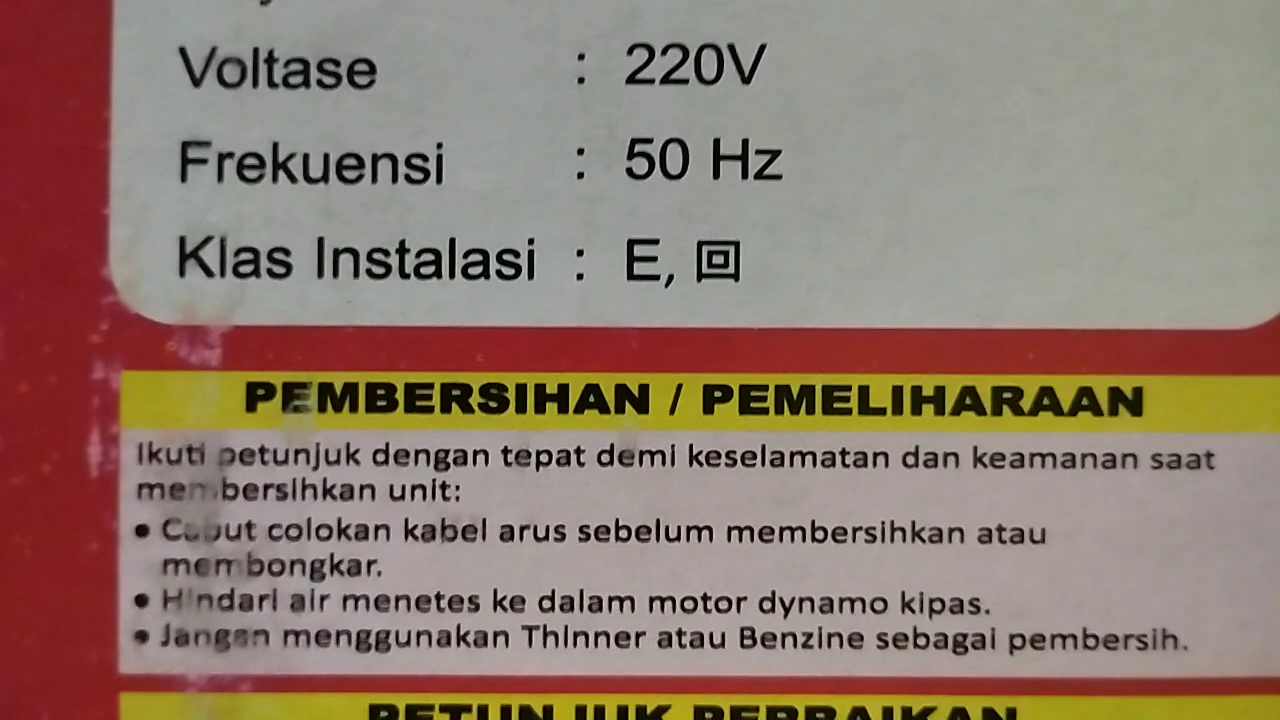 Voltase : 220V
Frekuensi : 50 Hz
Klas Instalasi : E, 回
PEMBERSIHAN / PEMELIHARAAN
Ikuti petunjuk dengan tepat demi keselamatan dan keamanan saat
membersihkan unit:
• Cabut colokan kabel arus sebelum membersihkan atau
membongkar.
• Hindari air menetes ke dalam motor dynamo kipas.
• Jangan menggunakan Thinner atau Benzine sebagai pembersih.
PETUNJUK PERBAIKAN